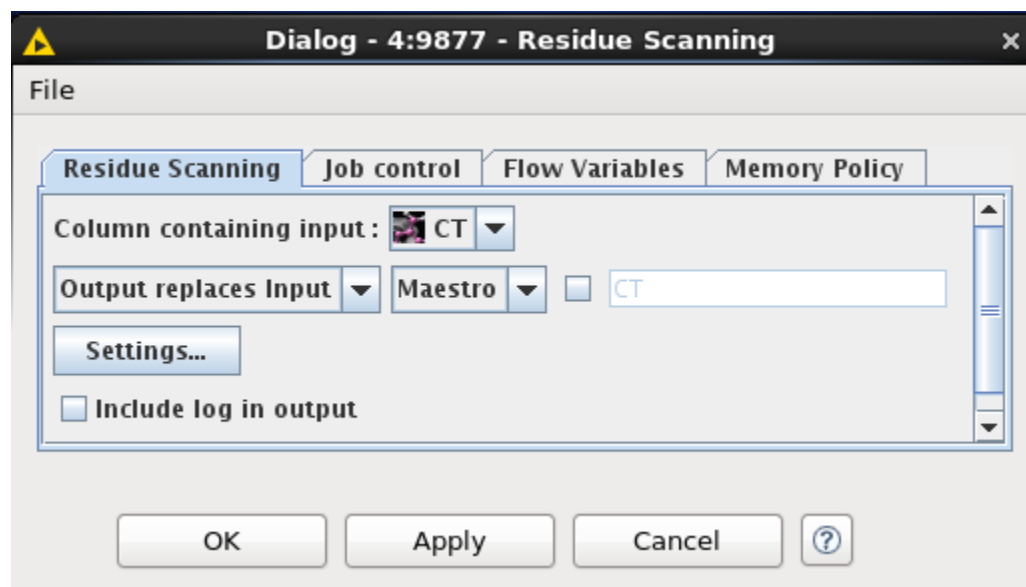 Dialog - 4:9877 - Residue Scanning
File
Residue Scanning Job control Flow Variables Memory Policy
Column containing input : CT
Output replaces Input Maestro CT
Settings...
Include log in output
OK Apply Cancel ?